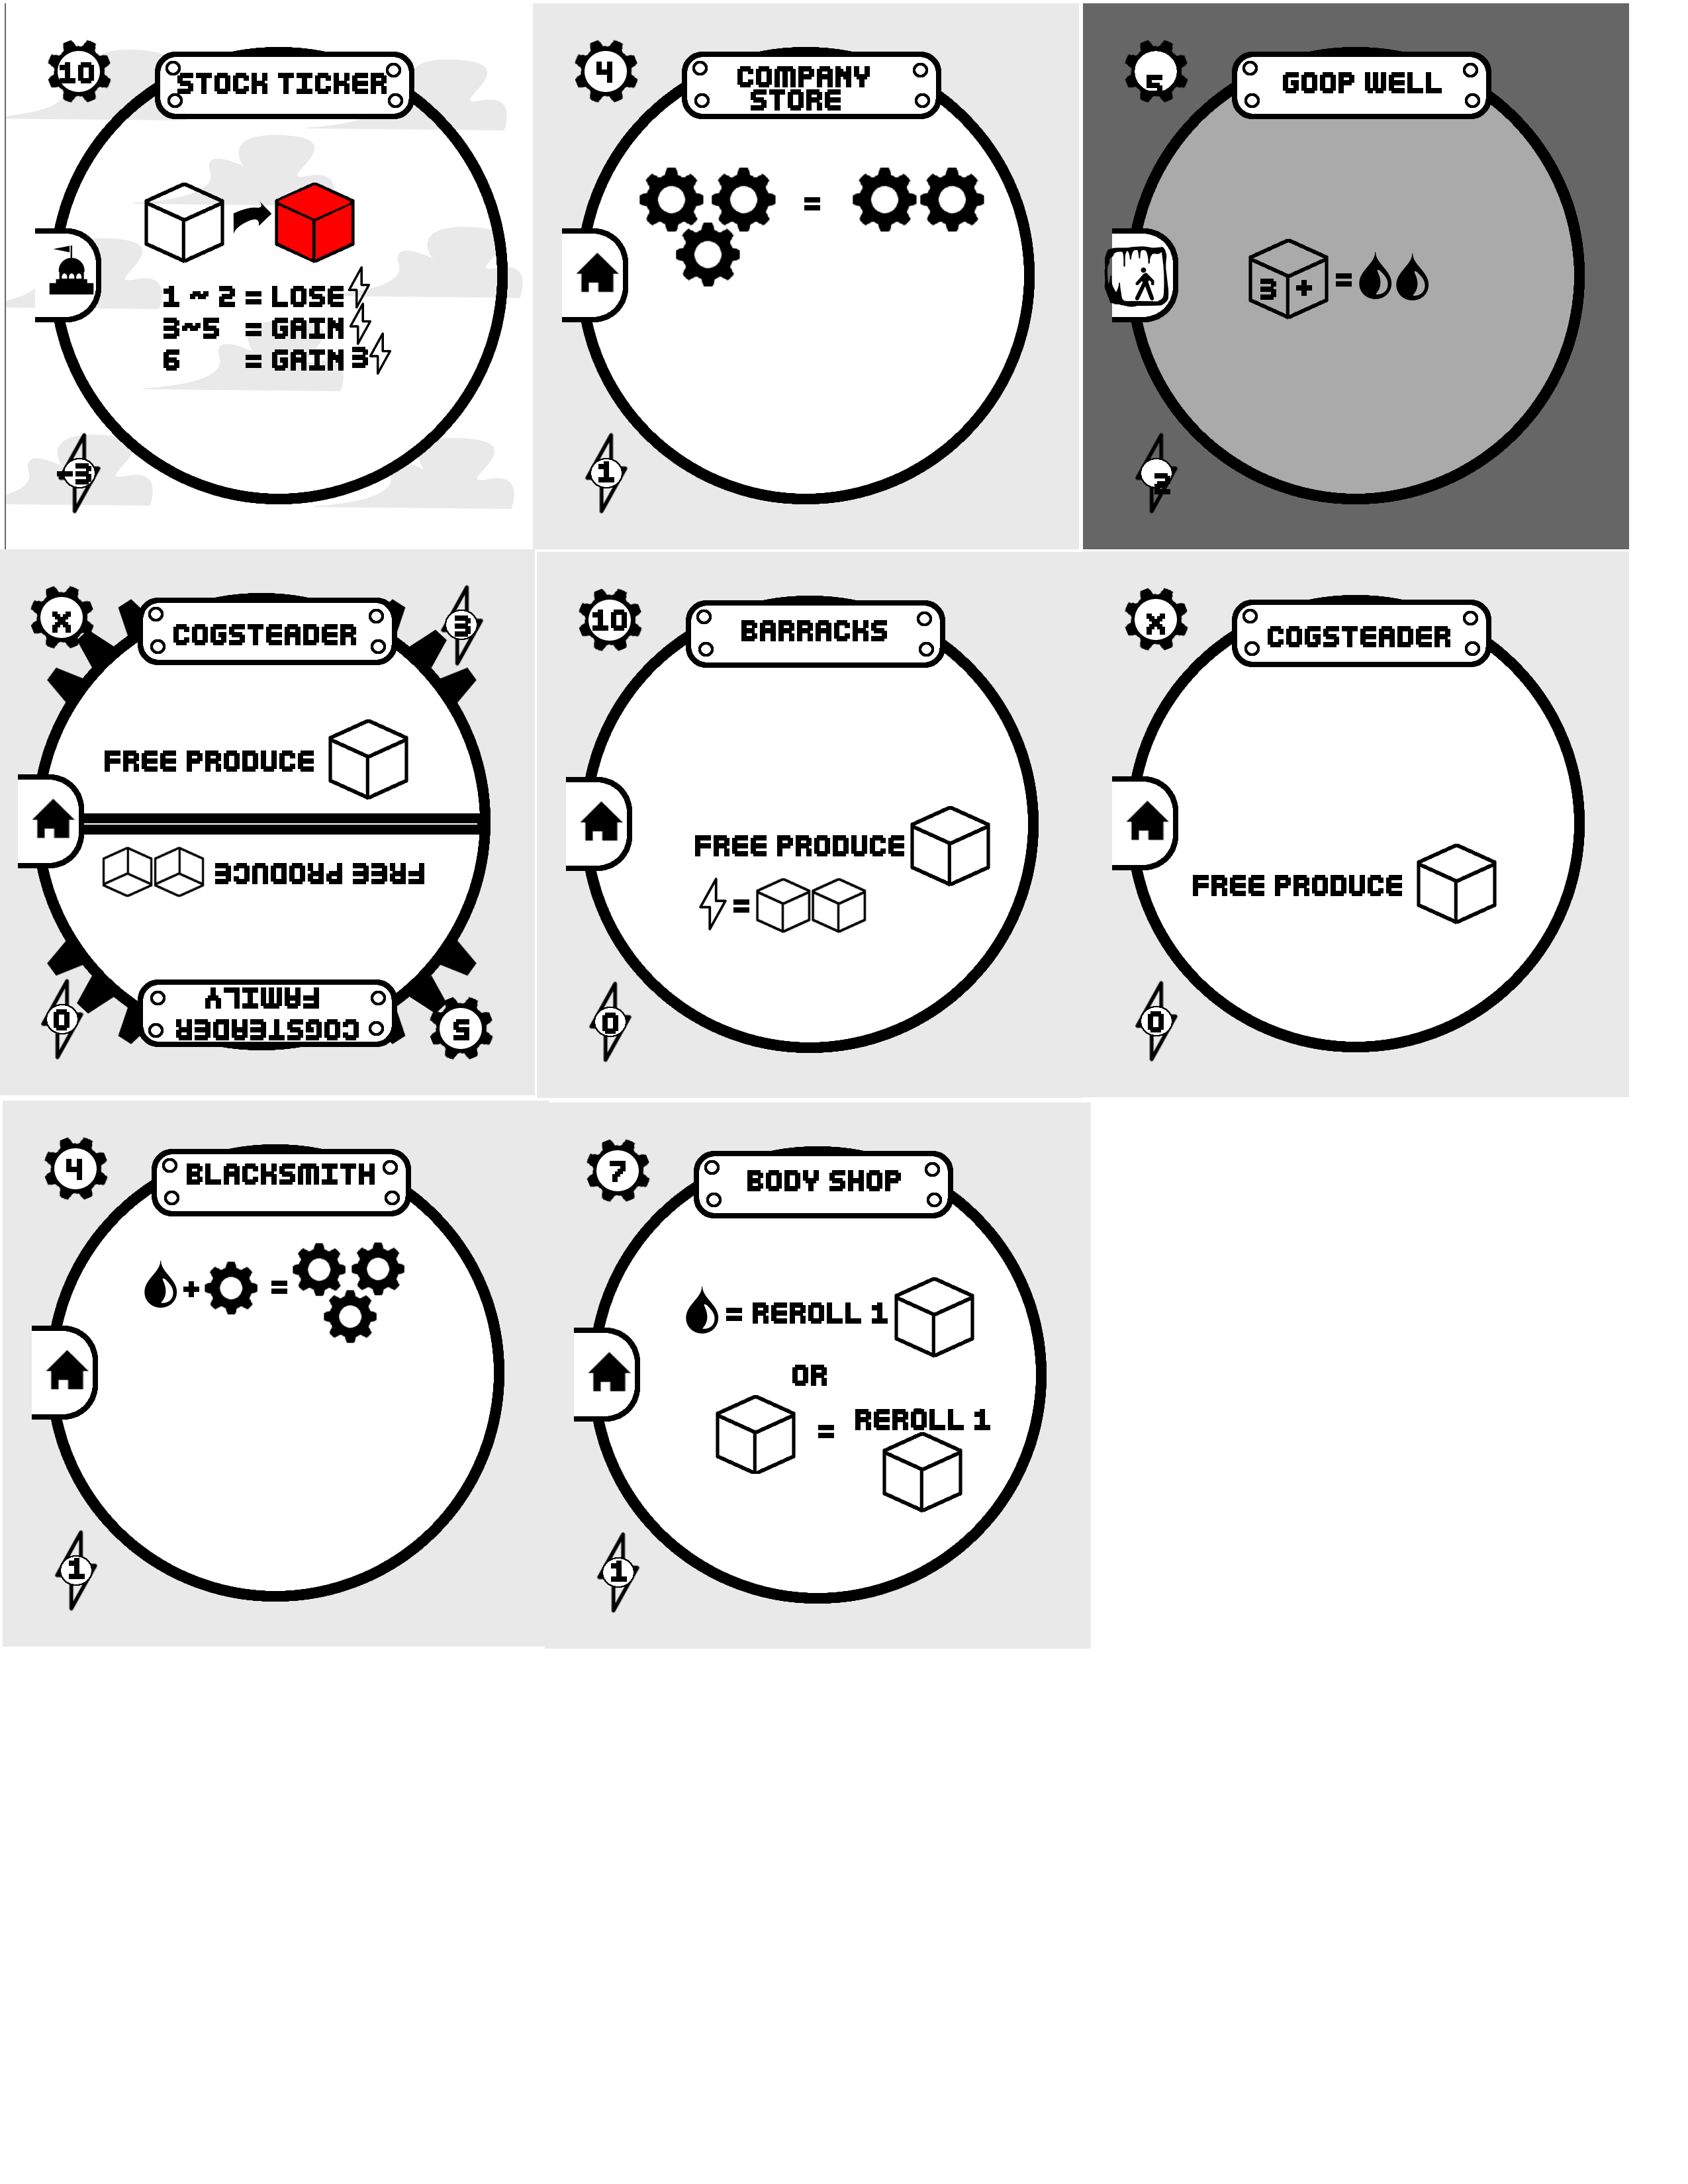 10
STOCK TICKER
1 ~ 2 = LOSE
3~5 = GAIN
6 = GAIN 3
-3
4
COMPANY
STORE
=
1
5
GOOP WELL
3 + =
2
X
COGSTEADER
3
FREE PRODUCE
FREE PRODUCE
0
COGSTEADER
FAMILY
5
10
BARRACKS
FREE PRODUCE
=
0
X
COGSTEADER
FREE PRODUCE
0
4
BLACKSMITH
+ =
1
7
BODY SHOP
= REROLL 1
OR
= REROLL 1
1